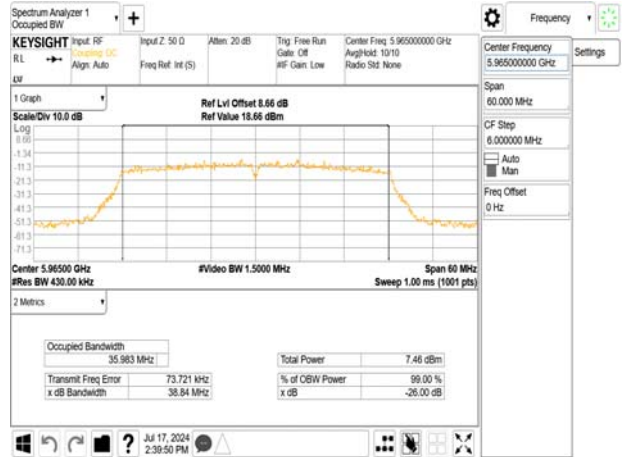 Spectrum Analyzer 1
Occupied BW
+
Frequency
KEYSIGHT
RL
Input: RF
Coupling: DC
Align: Auto
Input Z: 50 Ω
Freq Ref: Int (S)
Atten: 20 dB
Trig: Free Run
Gate: Off
#IF Gain: Low
Center Freq: 5.965000000 GHz
Avg|Hold: 10/10
Radio Std: None
Center Frequency
5.965000000 GHz
Settings
Span
60.000 MHz
CF Step
6.000000 MHz
Auto
Man
Freq Offset
0 Hz
1 Graph
Scale/Div 10.0 dB
Ref Lvl Offset 8.66 dB
Ref Value 18.66 dBm
Log
8.66
-1.34
-11.3
-21.3
-31.3
-41.3
-51.3
-61.3
-71.3
Center 5.96500 GHz
#Video BW 1.5000 MHz
Span 60 MHz
#Res BW 430.00 kHz
Sweep 1.00 ms (1001 pts)
2 Metrics
Occupied Bandwidth
35.983 MHz
Total Power 7.46 dBm
Transmit Freq Error 73.721 kHz
% of OBW Power 99.00 %
x dB Bandwidth 38.84 MHz
x dB -26.00 dB
?
Jul 17, 2024
2:39:50 PM